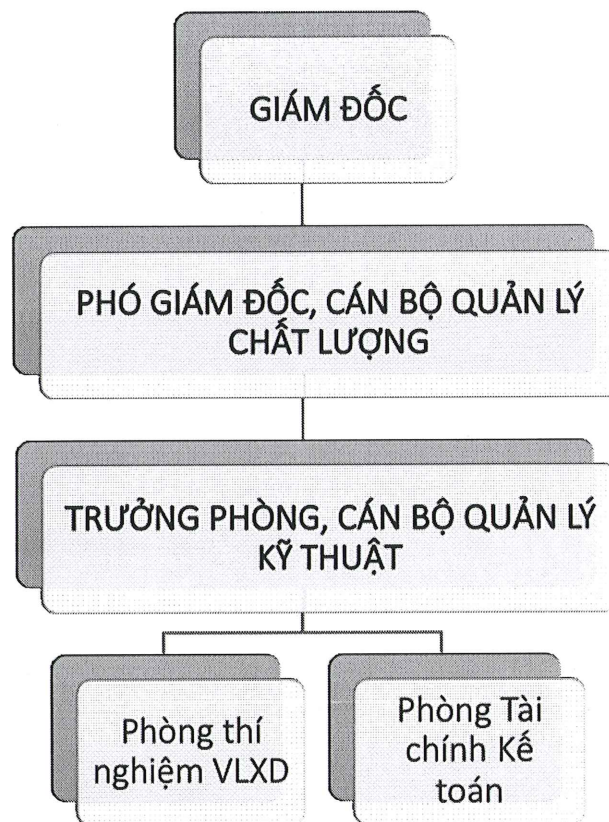 GIÁM ĐỐC
PHÓ GIÁM ĐỐC, CÁN BỘ QUẢN LÝ
CHẤT LƯỢNG
TRƯỞNG PHÒNG, CÁN BỘ QUẢN LÝ
KỸ THUẬT
Phòng thí
nghiệm VLXD
Phòng Tài
chính Kế
toán